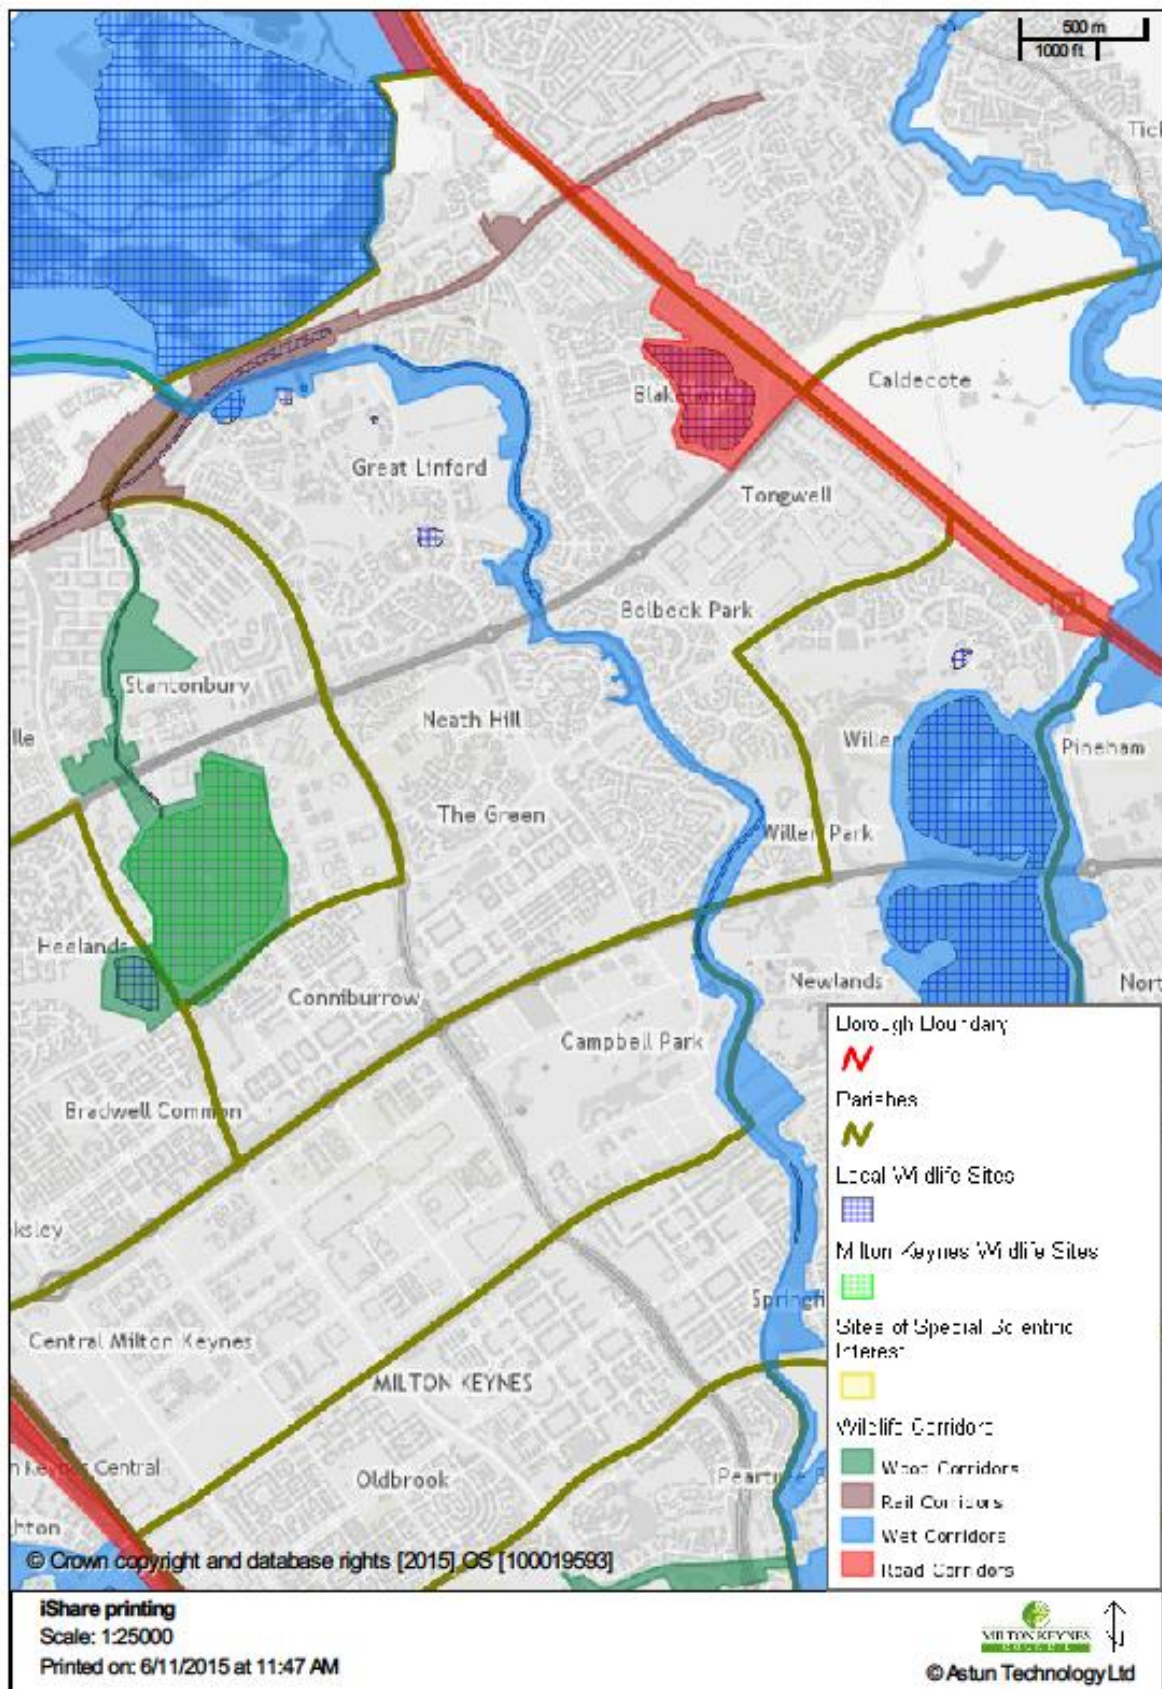 500 m
1000 ft
Caldecote
Great Linford
Tongwell
Bolbeck Park
Stantonbury
Neath Hill
Pineham
The Green
Willen Park
Heelands
Newlands
Conniburrow
Campbell Park
Bradwell Common
Central Milton Keynes
MILTON KEYNES
Oldbrook
Borough Boundary
Parishes
Local Wildlife Sites
Milton Keynes Wildlife Sites
Sites of Special Scientific
Interest
Wildlife Corridors
Wood Corridors
Rail Corridors
Wet Corridors
Road Corridors
© Crown copyright and database rights [2015] OS [100019593]
iShare printing
Scale: 1:25000
Printed on: 6/11/2015 at 11:47 AM
MILTON KEYNES
COUNCIL
N
© Astun Technology Ltd